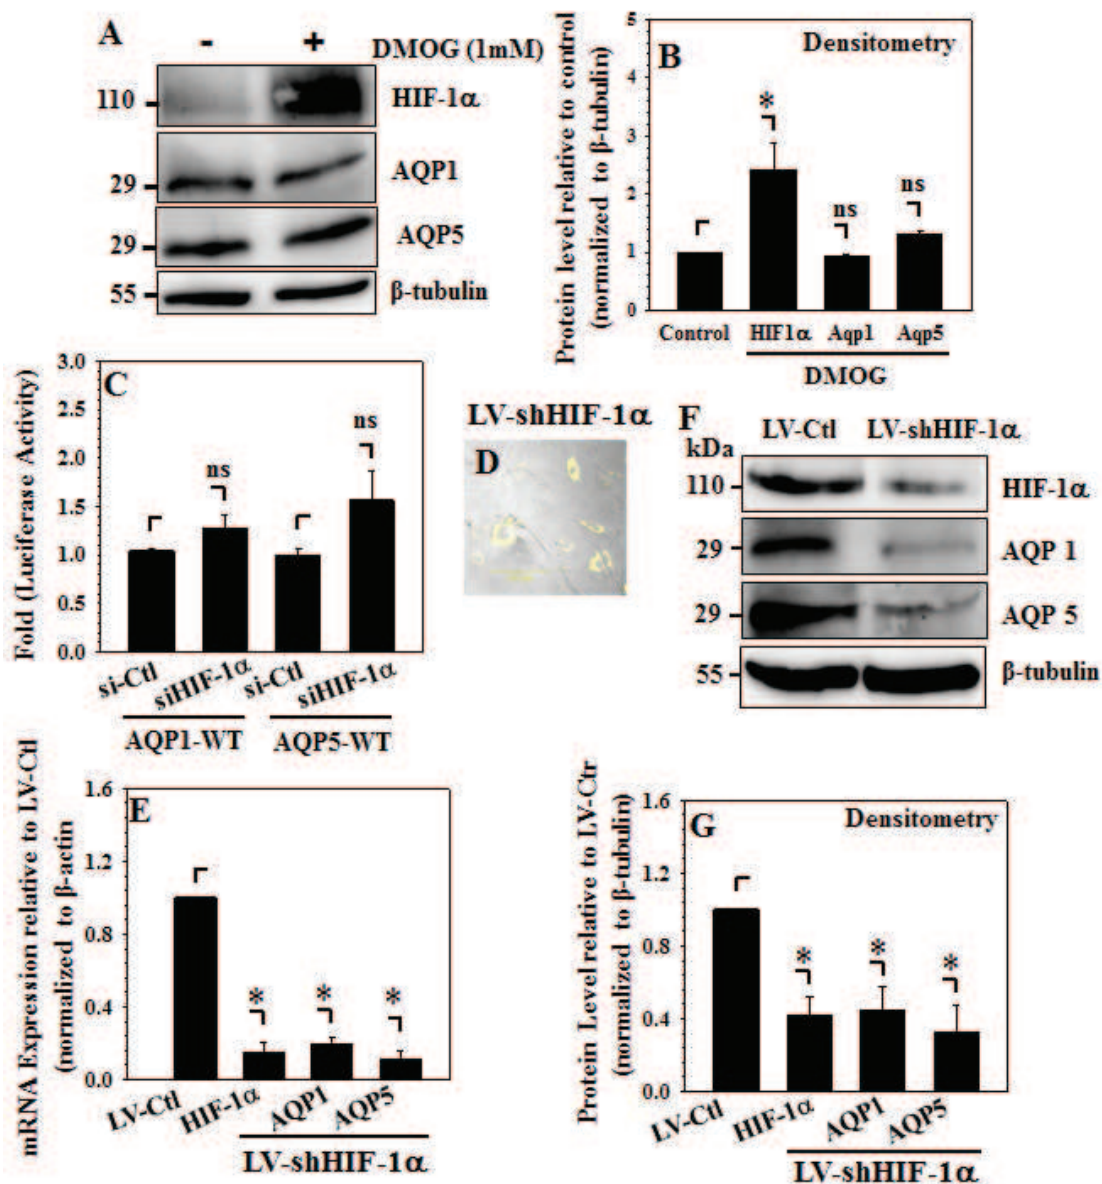 A
- +
DMOG (1mM)
110
HIF-1α
29
AQP1
29
AQP5
55
β-tubulin
B
Densitometry
Protein level relative to control
(normalized to β-tubulin)
5
4
3
2
1
0
*
ns
ns
Control
HIF1α
Aqp1
Aqp5
DMOG
C
Fold (Luciferase Activity)
3.0
2.5
2.0
1.5
1.0
0.5
0.0
ns
ns
si-Ctl
siHIF-1α
si-Ctl
siHIF-1α
AQP1-WT
AQP5-WT
LV-shHIF-1α
D
F
LV-Ctl
LV-shHIF-1α
kDa
110
HIF-1α
29
AQP 1
29
AQP 5
55
β-tubulin
E
mRNA Expression relative to LV-Ctl
(normalized to β-actin
1.6
1.2
0.8
0.4
0.0
*
*
*
LV-Ctl
HIF-1α
AQP1
AQP5
LV-shHIF-1α
G
Densitometry
Protein Level relative to LV-Ctr
(normalized to β-tubulin)
1.6
1.2
0.8
0.4
0.0
*
*
*
LV-Ctl
HIF-1α
AQP1
AQP5
LV-shHIF-1α